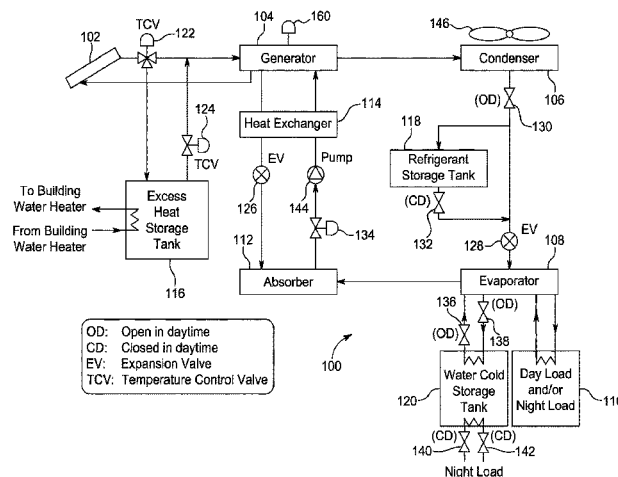 TCV
122
104
160
146
102
Generator
Condenser
106
(OD)
130
114
124
Heat Exchanger
118
TCV
EV
Pump
Refrigerant
Storage Tank
To Building
Water Heater
Excess
Heat
Storage
Tank
126
144
(CD)
132
EV
From Building
Water Heater
134
128
108
112
116
Absorber
Evaporator
136
(OD)
(OD)
138
OD: Open in daytime
CD: Closed in daytime
EV: Expansion Valve
TCV: Temperature Control Valve
100
120
Water Cold
Storage
Tank
Day Load
and/or
Night Load
110
(CD)
(CD)
140
142
Night Load